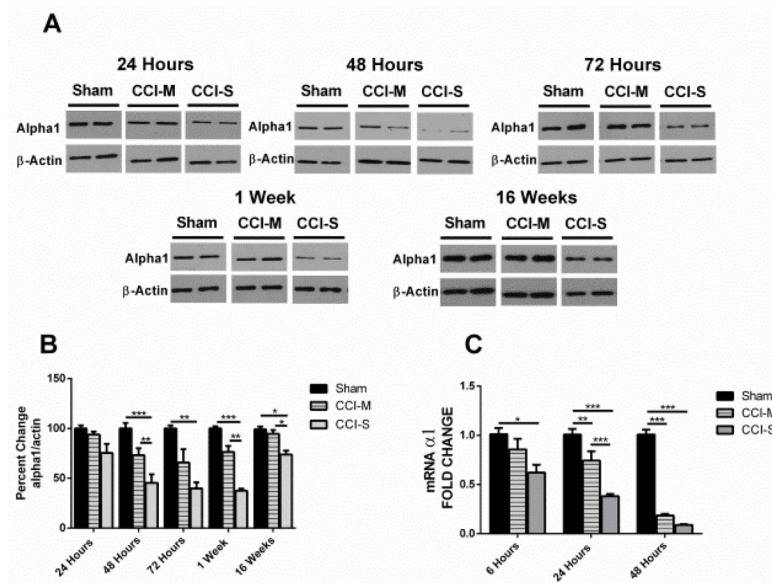 A
24 Hours
48 Hours
72 Hours
Sham CCI-M CCI-S
Sham CCI-M CCI-S
Sham CCI-M CCI-S
Alpha1
Alpha1
Alpha1
β-Actin
β-Actin
β-Actin
1 Week
16 Weeks
Sham CCI-M CCI-S
Sham CCI-M CCI-S
Alpha1
Alpha1
β-Actin
β-Actin
B
Percent Change
alpha1/actin
150
100
50
0
*** ** ** *** ** * *
Sham
CCI-M
CCI-S
24 Hours
48 Hours
72 Hours
1 Week
16 Weeks
C
mRNA α1
FOLD CHANGE
1.5
1.0
0.5
0.0
* *** ** *** *** ***
Sham
CCI-M
CCI-S
6 Hours
24 Hours
48 Hours